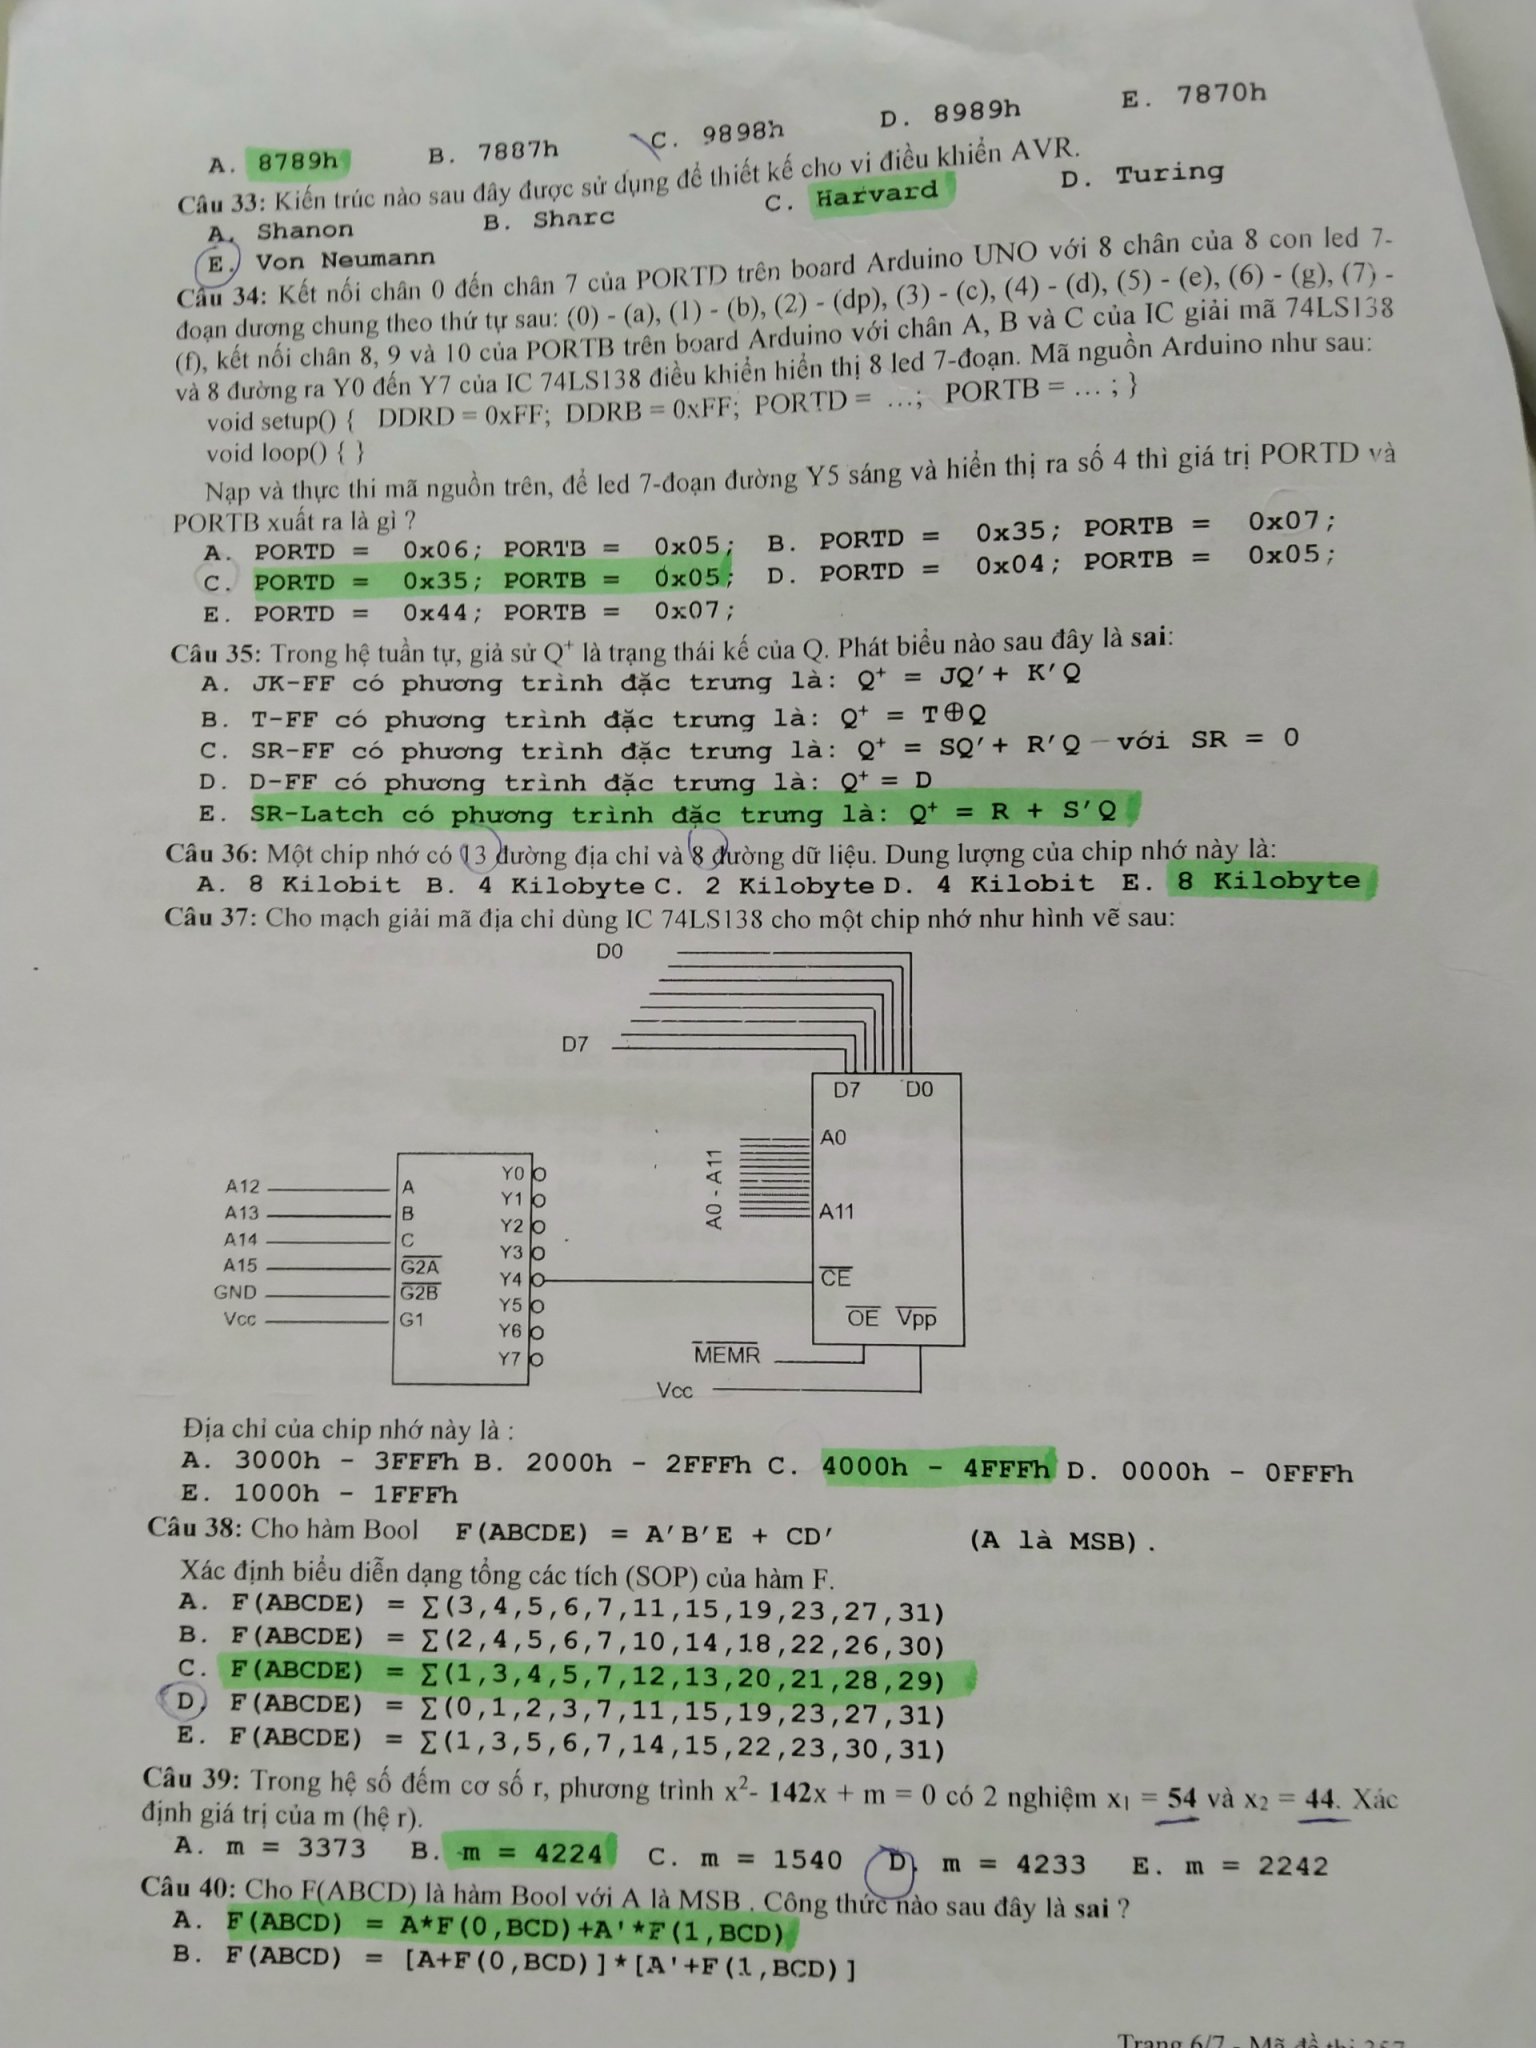 A. 8789h B. 7887h C. 9898h D. 8989h E. 7870h
Câu 33: Kiến trúc nào sau đây được sử dụng để thiết kế cho vi điều khiển AVR.
A. Shanon B. Sharc C. Harvard D. Turing
E. Von Neumann
Câu 34: Kết nối chân 0 đến chân 7 của PORTD trên board Arduino UNO với 8 chân của 8 con led 7-
đoạn dương chung theo thứ tự sau: (0) - (a), (1) - (b), (2) - (dp), (3) - (c), (4) - (d), (5) - (e), (6) - (g), (7) -
(f), kết nối chân 8, 9 và 10 của PORTB trên board Arduino với chân A, B và C của IC giải mã 74LS138
và 8 đường ra Y0 đến Y7 của IC 74LS138 điều khiển hiển thị 8 led 7-đoạn. Mã nguồn Arduino như sau:
void setup() { DDRD = 0xFF; DDRB = 0xFF; PORTD = ...; PORTB = ... ; }
void loop() { }
Nạp và thực thi mã nguồn trên, để led 7-đoạn đường Y5 sáng và hiển thị ra số 4 thì giá trị PORTD và
PORTB xuất ra là gì ?
A. PORTD = 0x06; PORTB = 0x05; B. PORTD = 0x35; PORTB = 0x07;
C. PORTD = 0x35; PORTB = 0x05; D. PORTD = 0x04; PORTB = 0x05;
E. PORTD = 0x44; PORTB = 0x07;
Câu 35: Trong hệ tuần tự, giả sử Q⁺ là trạng thái kế của Q. Phát biểu nào sau đây là sai:
A. JK-FF có phương trình đặc trưng là: Q⁺ = JQ'+ K'Q
B. T-FF có phương trình đặc trưng là: Q⁺ = T⊕Q
C. SR-FF có phương trình đặc trưng là: Q⁺ = SQ'+ R'Q với SR = 0
D. D-FF có phương trình đặc trưng là: Q⁺ = D
E. SR-Latch có phương trình đặc trưng là: Q⁺ = R + S'Q
Câu 36: Một chip nhớ có 13 đường địa chỉ và 8 đường dữ liệu. Dung lượng của chip nhớ này là:
A. 8 Kilobit B. 4 Kilobyte C. 2 Kilobyte D. 4 Kilobit E. 8 Kilobyte
Câu 37: Cho mạch giải mã địa chỉ dùng IC 74LS138 cho một chip nhớ như hình vẽ sau:
D0
D7
D7 D0
A0
A0 - A11
A11
A12 A Y0
A13 B Y1
A14 C Y2
Y3
A15 G2A Y4 CE
GND G2B Y5
Vcc G1 Y6
Y7
OE Vpp
MEMR
Vcc
Địa chỉ của chip nhớ này là :
A. 3000h - 3FFFh B. 2000h - 2FFFh C. 4000h - 4FFFh D. 0000h - 0FFFh
E. 1000h - 1FFFh
Câu 38: Cho hàm Bool F(ABCDE) = A'B'E + CD' (A là MSB).
Xác định biểu diễn dạng tổng các tích (SOP) của hàm F.
A. F(ABCDE) = ∑(3,4,5,6,7,11,15,19,23,27,31)
B. F(ABCDE) = ∑(2,4,5,6,7,10,14,18,22,26,30)
C. F(ABCDE) = ∑(1,3,4,5,7,12,13,20,21,28,29)
D. F(ABCDE) = ∑(0,1,2,3,7,11,15,19,23,27,31)
E. F(ABCDE) = ∑(1,3,5,6,7,14,15,22,23,30,31)
Câu 39: Trong hệ số đếm cơ số r, phương trình x²- 142x + m = 0 có 2 nghiệm x₁ = 54 và x₂ = 44. Xác
định giá trị của m (hệ r).
A. m = 3373 B. m = 4224 C. m = 1540 D. m = 4233 E. m = 2242
Câu 40: Cho F(ABCD) là hàm Bool với A là MSB . Công thức nào sau đây là sai ?
A. F(ABCD) = A*F(0,BCD)+A'*F(1,BCD)
B. F(ABCD) = [A+F(0,BCD)]*[A'+F(1,BCD)]
Trang 6/7 - Mã đề thi 357